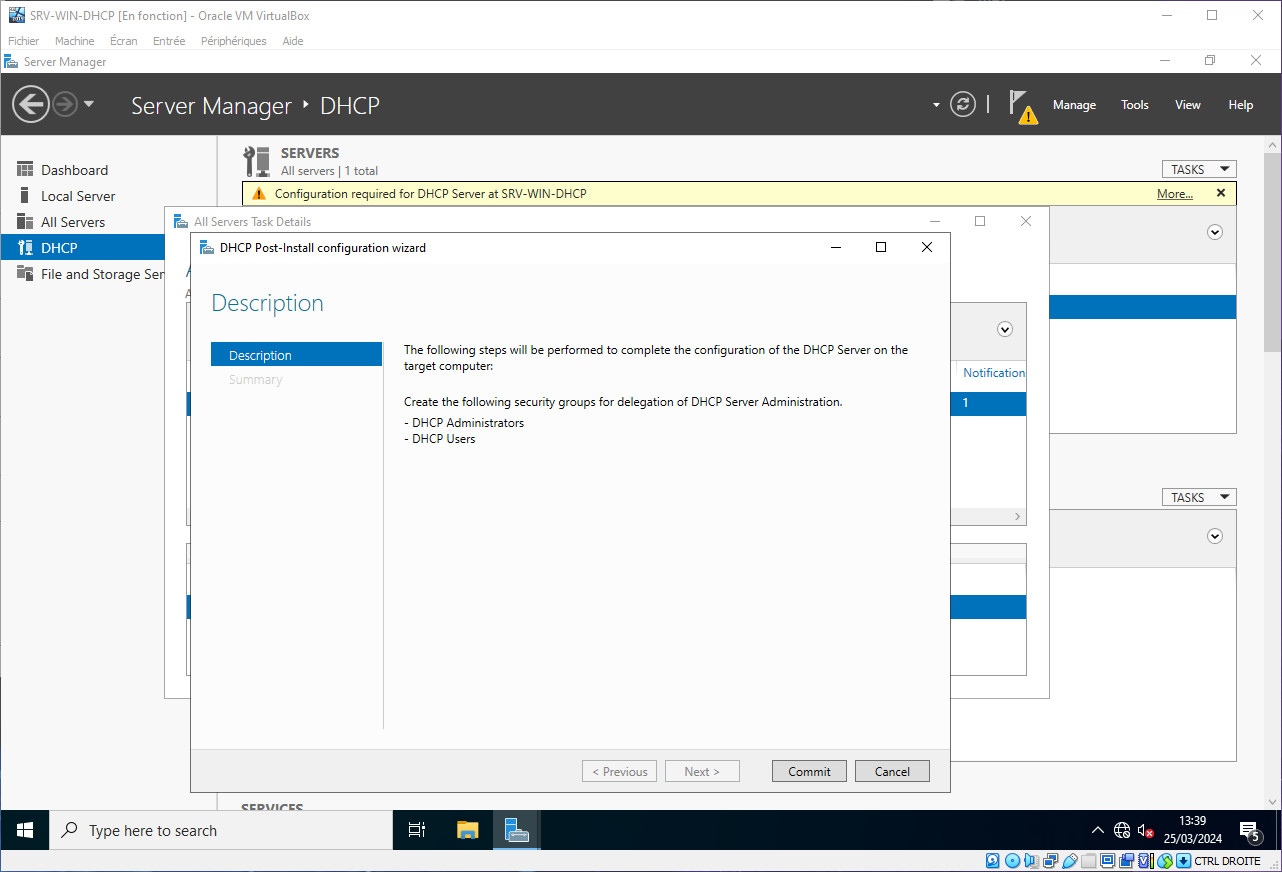 SRV-WIN-DHCP [En fonction] - Oracle VM VirtualBox
Fichier Machine Écran Entrée Périphériques Aide
Server Manager
Server Manager ‣ DHCP
Manage Tools View Help
Dashboard
Local Server
All Servers
DHCP
File and Storage Ser
SERVERS
All servers | 1 total
TASKS
Configuration required for DHCP Server at SRV-WIN-DHCP
More...
All Servers Task Details
DHCP Post-Install configuration wizard
Description
Description
Summary
The following steps will be performed to complete the configuration of the DHCP Server on the
target computer:
Create the following security groups for delegation of DHCP Server Administration.
- DHCP Administrators
- DHCP Users
Notification
1
TASKS
< Previous Next > Commit Cancel
SERVICES
Type here to search
13:39
25/03/2024
5
CTRL DROITE